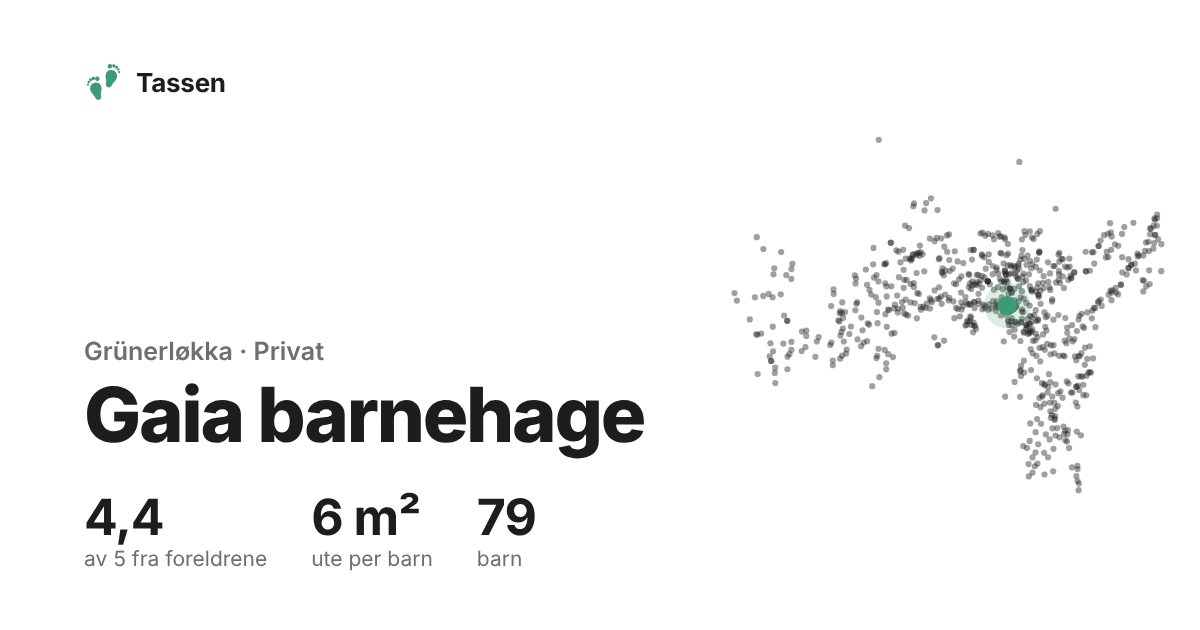 Tassen
Grünerløkka · Privat
Gaia barnehage
4,4 6 m² 79
av 5 fra foreldrene ute per barn barn